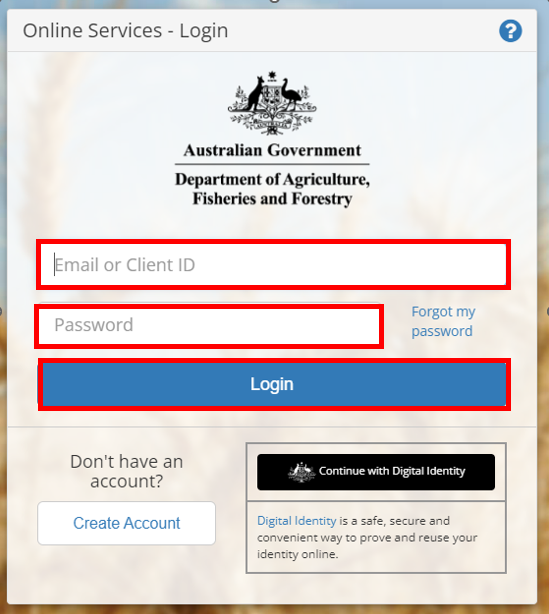 Online Services - Login
?
Australian Government
Department of Agriculture,
Fisheries and Forestry
Email or Client ID
Password
Forgot my
password
Login
Don't have an
account?
Create Account
Continue with Digital Identity
Digital Identity is a safe, secure and
convenient way to prove and reuse your
identity online.